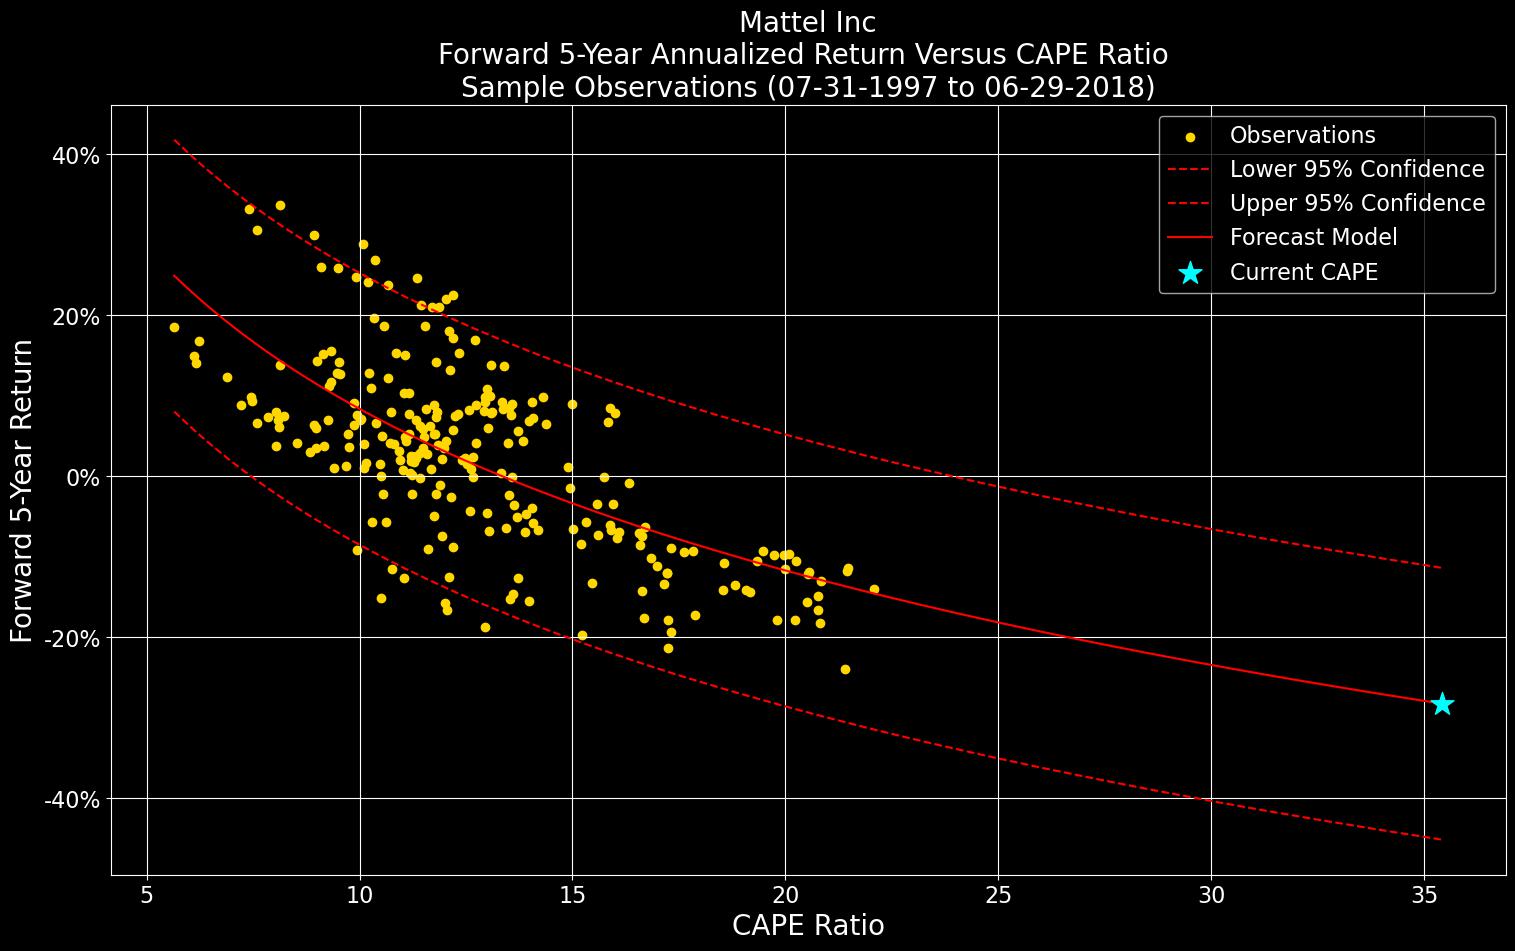 Mattel Inc
Forward 5-Year Annualized Return Versus CAPE Ratio
Sample Observations (07-31-1997 to 06-29-2018)
Observations
Lower 95% Confidence
Upper 95% Confidence
Forecast Model
Current CAPE
Forward 5-Year Return
40%
20%
0%
-20%
-40%
5 10 15 20 25 30 35
CAPE Ratio